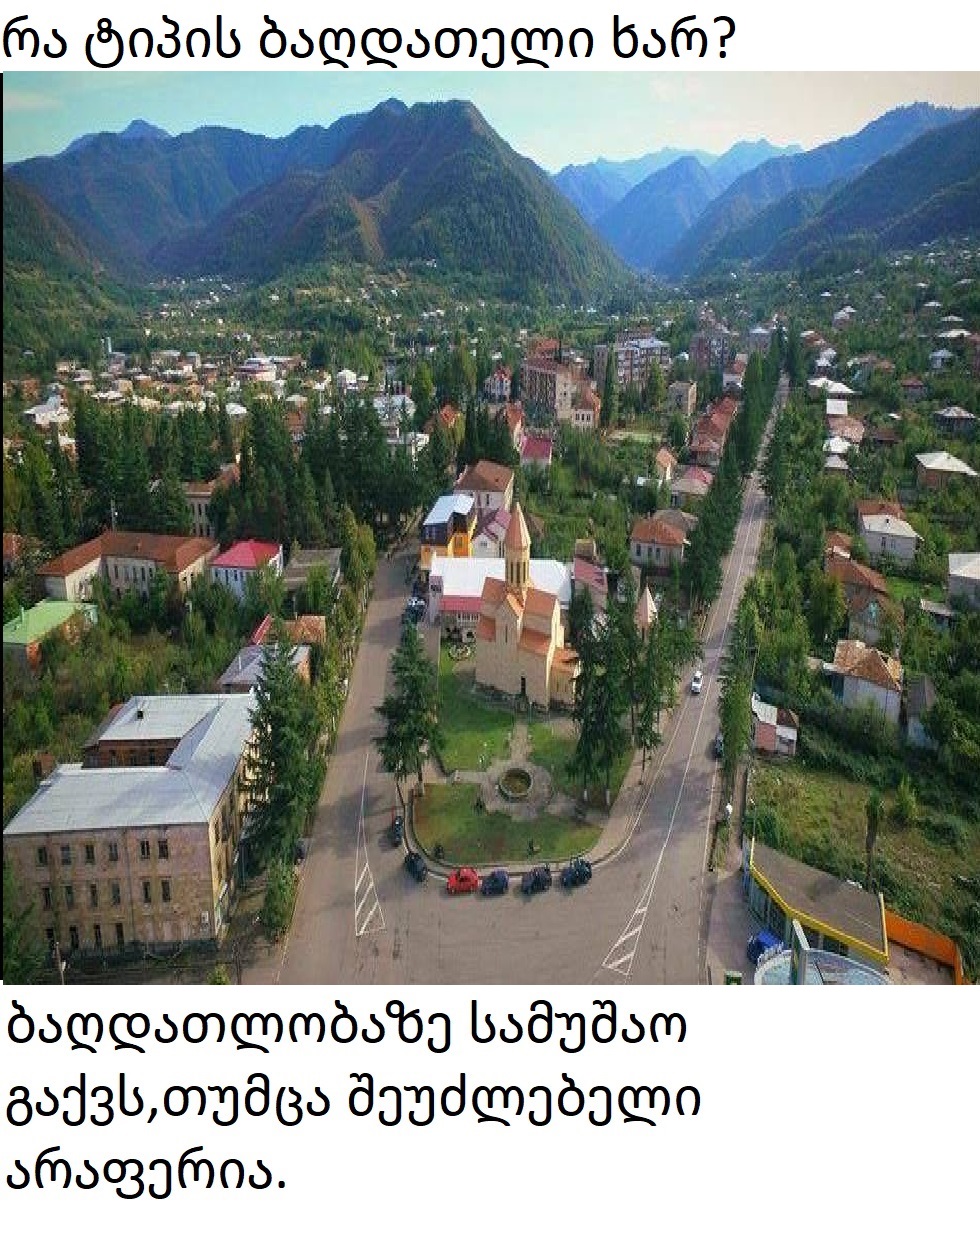 რა ტიპის ბაღდათელი ხარ?
ბაღდათლობაზე სამუშაო
გაქვს,თუმცა შეუძლებელი
არაფერია.